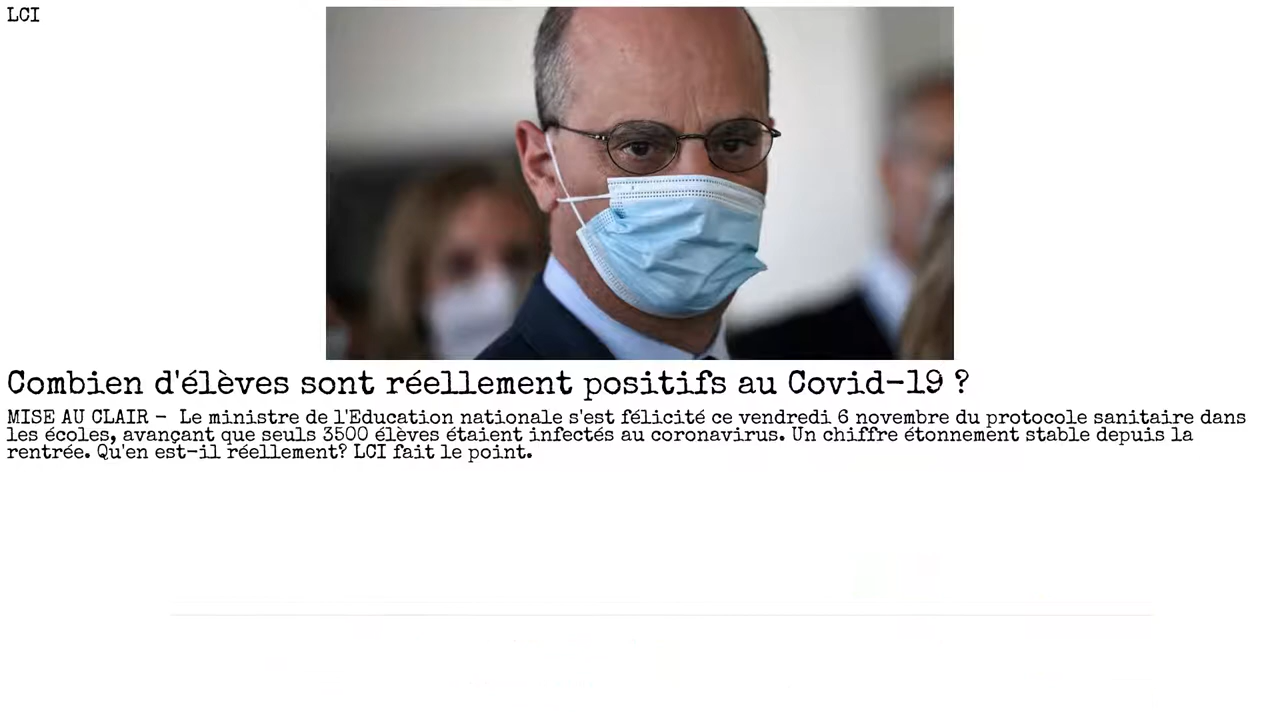 LCI
Combien d'élèves sont réellement positifs au Covid-19 ?
MISE AU CLAIR - Le ministre de l'Education nationale s'est félicité ce vendredi 6 novembre du protocole sanitaire dans
les écoles, avançant que seuls 3500 élèves étaient infectés au coronavirus. Un chiffre étonnement stable depuis la
rentrée. Qu'en est-il réellement? LCI fait le point.